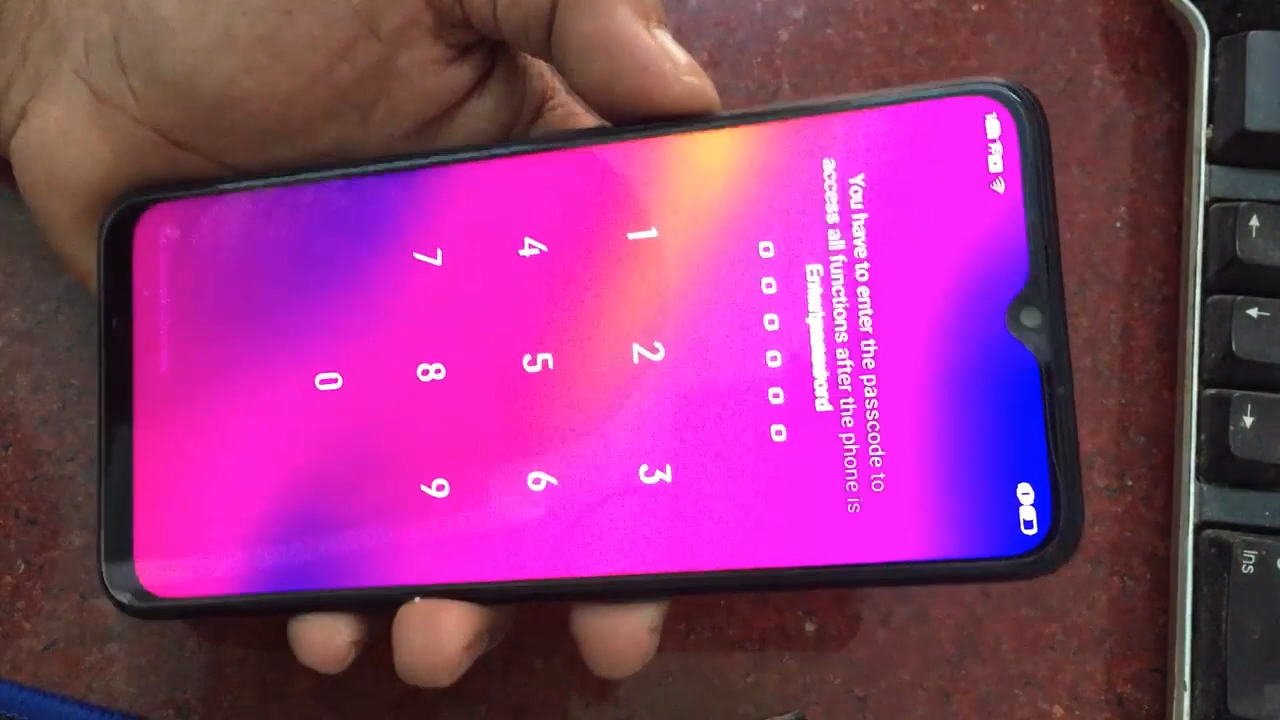 You have to enter the passcode to
access all functions after the phone is
1 2 3
4 5 6
7 8 9
0
Ins